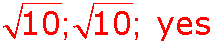 √10; √10; yes